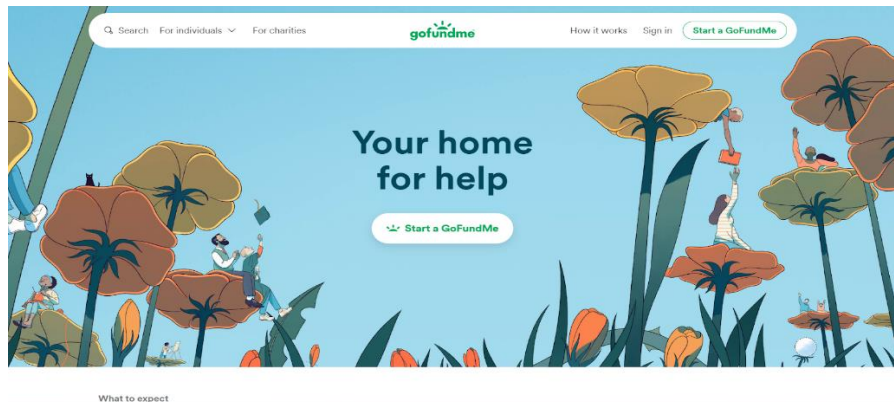 Search For individuals For charities gofundme How it works Sign in Start a GoFundMe
Your home
for help
Start a GoFundMe
What to expect